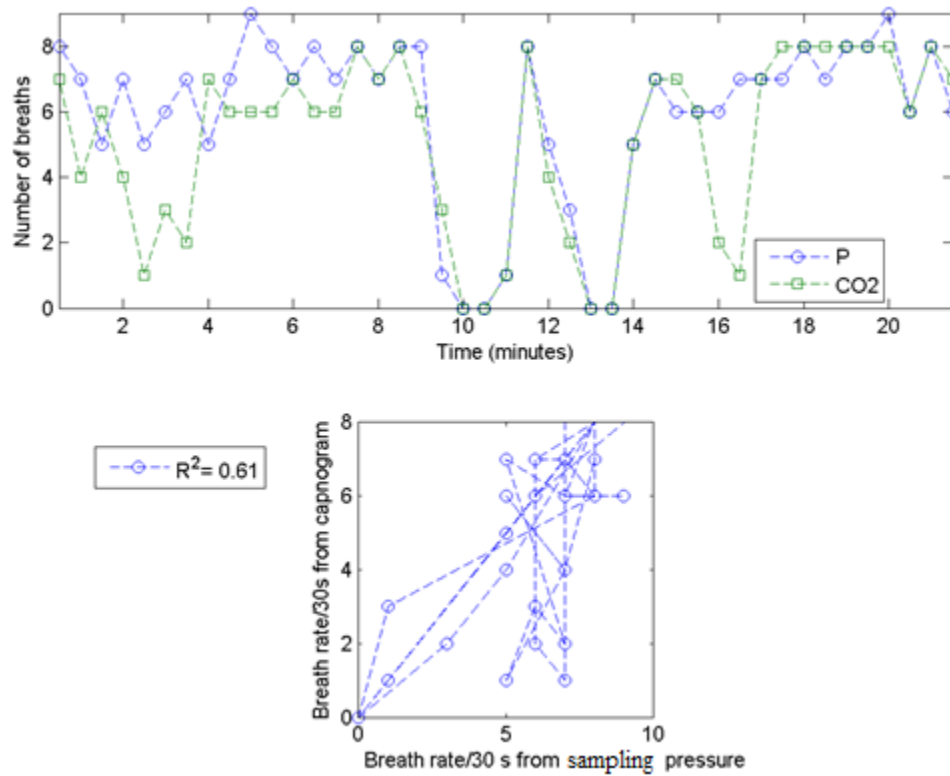 8
6
4
2
0
Number of breaths
2 4 6 8 10 12 14 16 18 20
Time (minutes)
P
CO2
R²= 0.61
8
6
4
2
0
Breath rate/30s from capnogram
0 5 10
Breath rate/30 s from sampling pressure